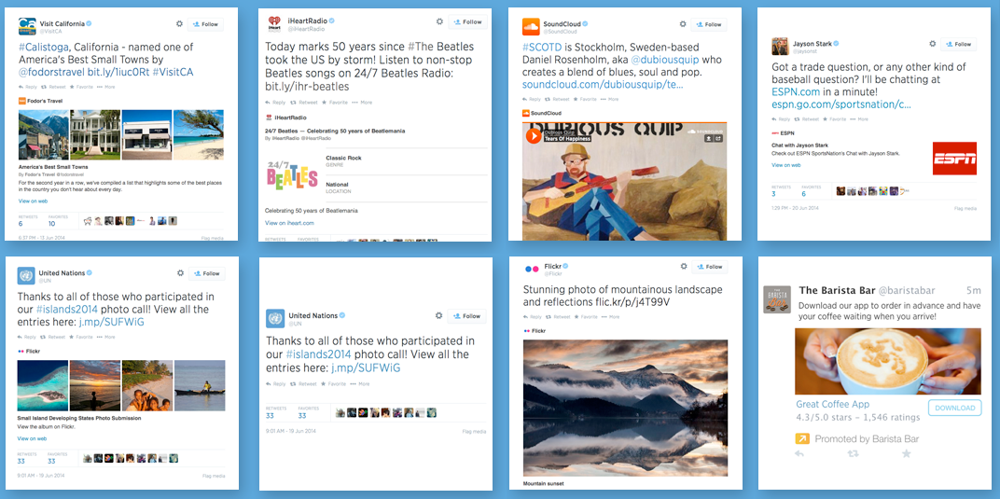 Visit California
@VisitCA
Follow
#Calistoga, California - named one of
America's Best Small Towns by
@fodorstravel bit.ly/1iuc0Rt #VisitCA
Reply Retweet Favorite More
Fodor's Travel
America's Best Small Towns
By Fodor's Travel @fodorstravel
For the second year in a row, we've compiled a list that highlights some of the best places
in the country you don't hear about every day.
View on web
RETWEETS FAVORITES
6 10
6:37 PM - 13 Jun 2014 Flag media
iHeart
iHeartRadio
@iHeartRadio
Follow
Today marks 50 years since #The Beatles
took the US by storm! Listen to non-stop
Beatles songs on 24/7 Beatles Radio:
bit.ly/ihr-beatles
Reply Retweet Favorite More
iHeartRadio
24/7 Beatles — Celebrating 50 years of Beatlemania
By iHeartRadio @iHeartRadio
24/7
BEATLES
Classic Rock
GENRE
National
LOCATION
Celebrating 50 years of Beatlemania
View on iheart.com
SoundCloud
@SoundCloud
Follow
#SCOTD is Stockholm, Sweden-based
Daniel Rosenholm, aka @dubiousquip who
creates a blend of blues, soul and pop.
soundcloud.com/dubiousquip/te...
Reply Retweet Favorite More
SoundCloud
DUBIOUS QUIP
Dubious Quip
Tears Of Happiness
SOUNDCLOUD
Jayson Stark
@jaysonst
Follow
Got a trade question, or any other kind of
baseball question? I'll be chatting at
ESPN.com in a minute!
espn.go.com/sportsnation/c...
Reply Retweet Favorite More
ESPN
Chat with Jayson Stark
Check out ESPN SportsNation's Chat with Jayson Stark.
View on web
ESPN
RETWEETS FAVORITES
3 6
1:29 PM - 20 Jun 2014 Flag media
United Nations
@UN
Follow
Thanks to all of those who participated in
our #islands2014 photo call! View all the
entries here: j.mp/SUFWiG
Reply Retweet Favorite More
Flickr
Small Island Developing States Photo Submission
View the album on Flickr.
View on web
RETWEETS FAVORITES
33 33
9:01 AM - 19 Jun 2014 Flag media
United Nations
@UN
Follow
Thanks to all of those who participated in
our #islands2014 photo call! View all the
entries here: j.mp/SUFWiG
Reply Retweet Favorite More
RETWEETS FAVORITES
33 33
9:01 AM - 19 Jun 2014 Flag media
Flickr
@Flickr
Follow
Stunning photo of mountainous landscape
and reflections flic.kr/p/j4T99V
Reply Retweet Favorite More
Flickr
Mountain sunset
THE
BARISTA
Bar
The Barista Bar @baristabar 5m
Download our app to order in advance and have
your coffee waiting when you arrive!
Great Coffee App
4.3/5.0 stars – 1,546 ratings
DOWNLOAD
Promoted by Barista Bar